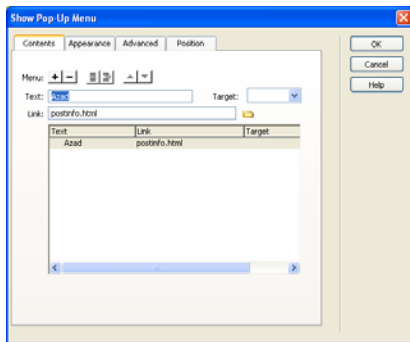 Show Pop-Up Menu
Contents Appearance Advanced Position
OK
Cancel
Help
Menu:
Text: Azad Target:
Link: postinfo.html
Text Link Target
Azad postinfo.html